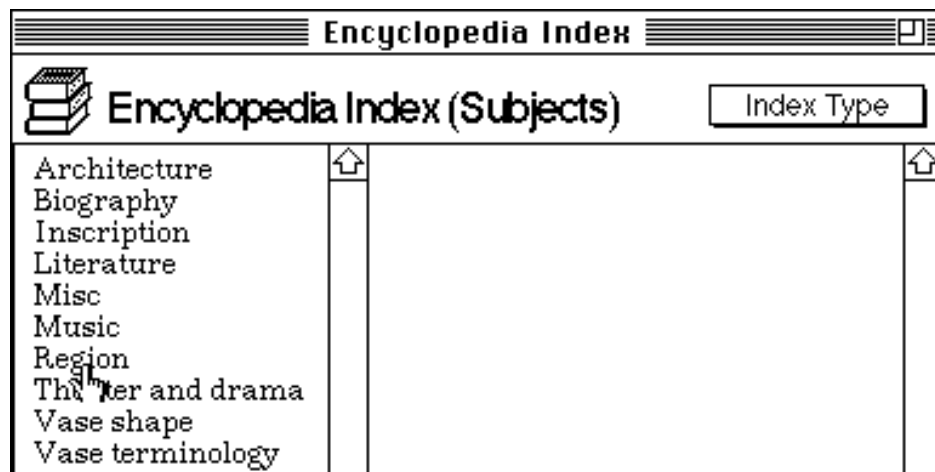 Encyclopedia Index
Encyclopedia Index (Subjects)
Index Type
Architecture
Biography
Inscription
Literature
Misc
Music
Region
Theater and drama
Vase shape
Vase terminology